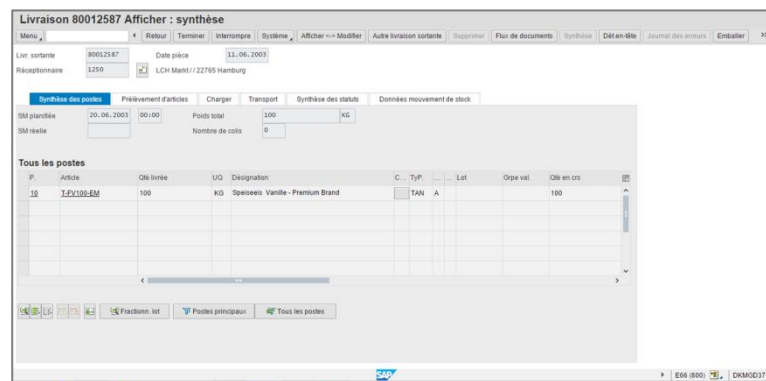 Livraison 80012587 Afficher : synthèse
Menu Retour Terminer Interrompre Système Afficher <-> Modifier Autre livraison sortante Supprimer Flux de documents Synthèse Dét.en-tête Journal des erreurs Emballer
Livr. sortante 80012587 Date pièce 11.06.2003
Réceptionnaire 1250 LCH Markt / / 22765 Hamburg
Synthèse des postes Prélèvement d'articles Charger Transport Synthèse des statuts Données mouvement de stock
SM planifiée 20.06.2003 00:00 Poids total 100 KG
SM réelle Nombre de colis 0
Tous les postes
P. Article Qté livrée UQ Désignation C... TyP. ... ... Lot Grpe val. Qté en crs
10 T-FV100-EM 100 KG Speiseeis Vanille - Premium Brand TAN A 100
Fractionn. lot Postes principaux Tous les postes
SAP E66 (800) DKMGD37